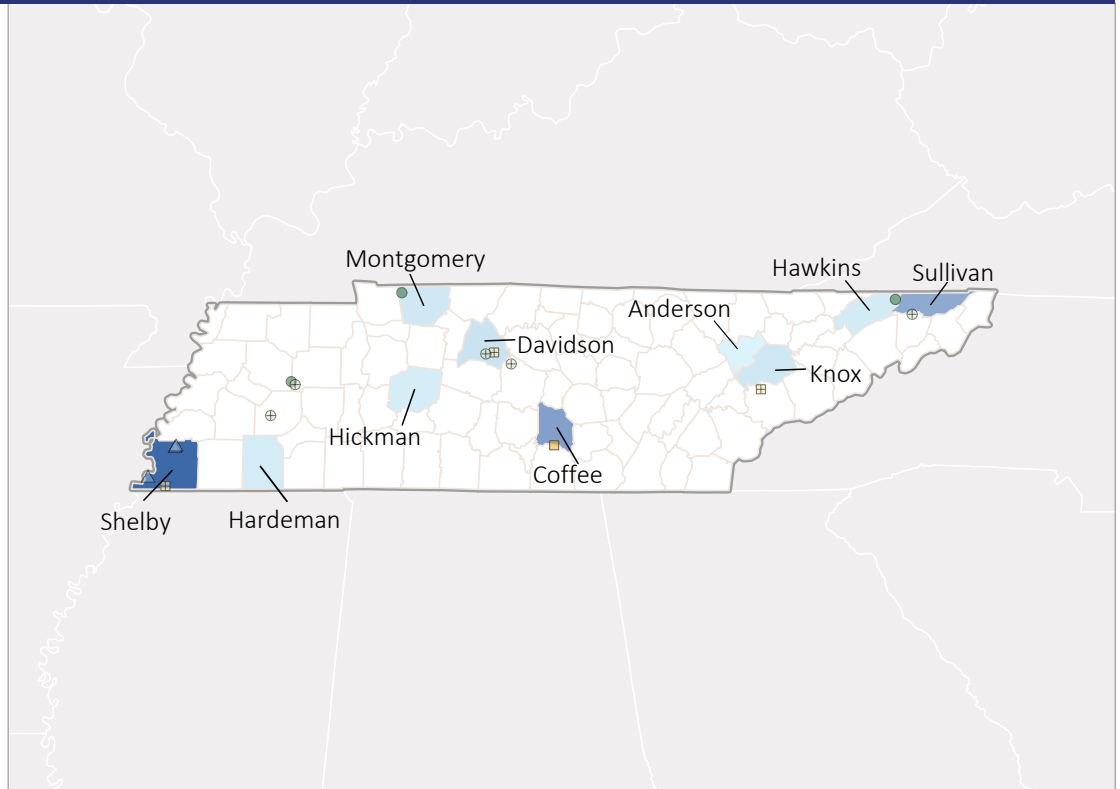 Montgomery
Hawkins
Sullivan
Anderson
Davidson
Knox
Hickman
Coffee
Shelby
Hardeman